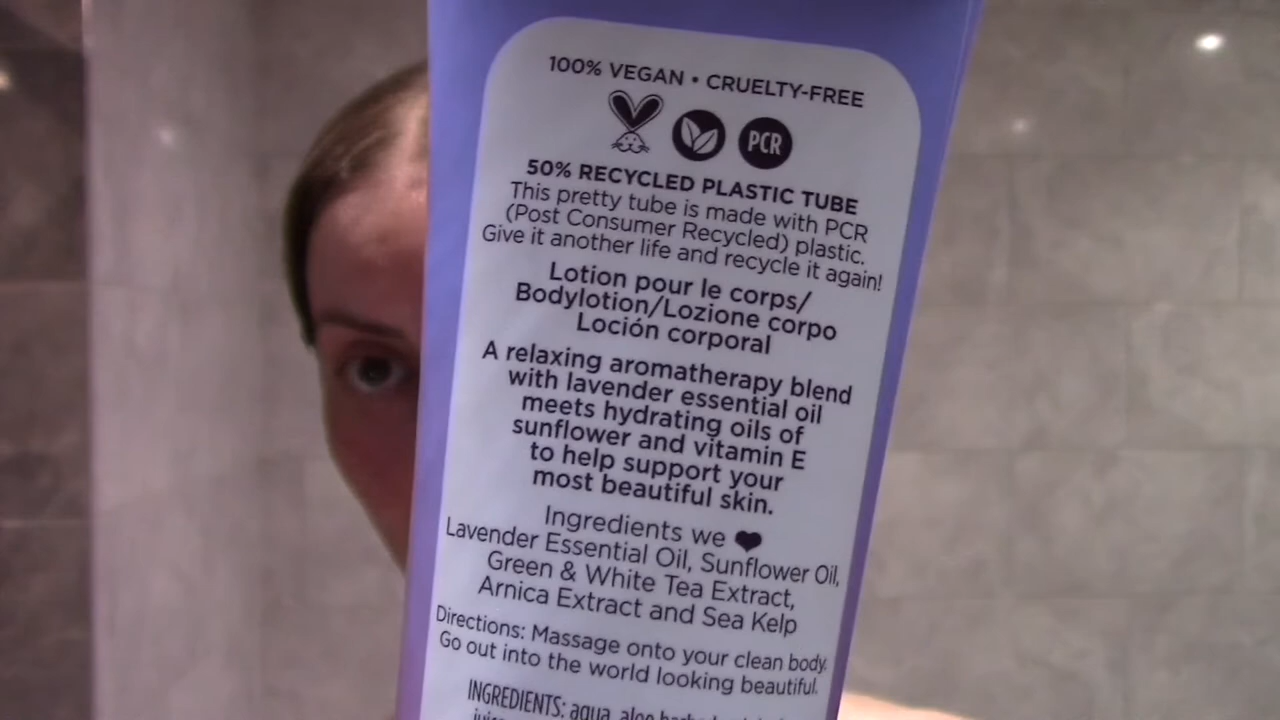 100% VEGAN • CRUELTY-FREE
PCR
50% RECYCLED PLASTIC TUBE
This pretty tube is made with PCR
(Post Consumer Recycled) plastic.
Give it another life and recycle it again!
Lotion pour le corps/
Bodylotion/Lozione corpo
Loción corporal
A relaxing aromatherapy blend
with lavender essential oil
meets hydrating oils of
sunflower and vitamin E
to help support your
most beautiful skin.
Ingredients we
Lavender Essential Oil, Sunflower Oil,
Green & White Tea Extract,
Arnica Extract and Sea Kelp
Directions: Massage onto your clean body.
Go out into the world looking beautiful.
INGREDIENTS: aqua, aloe